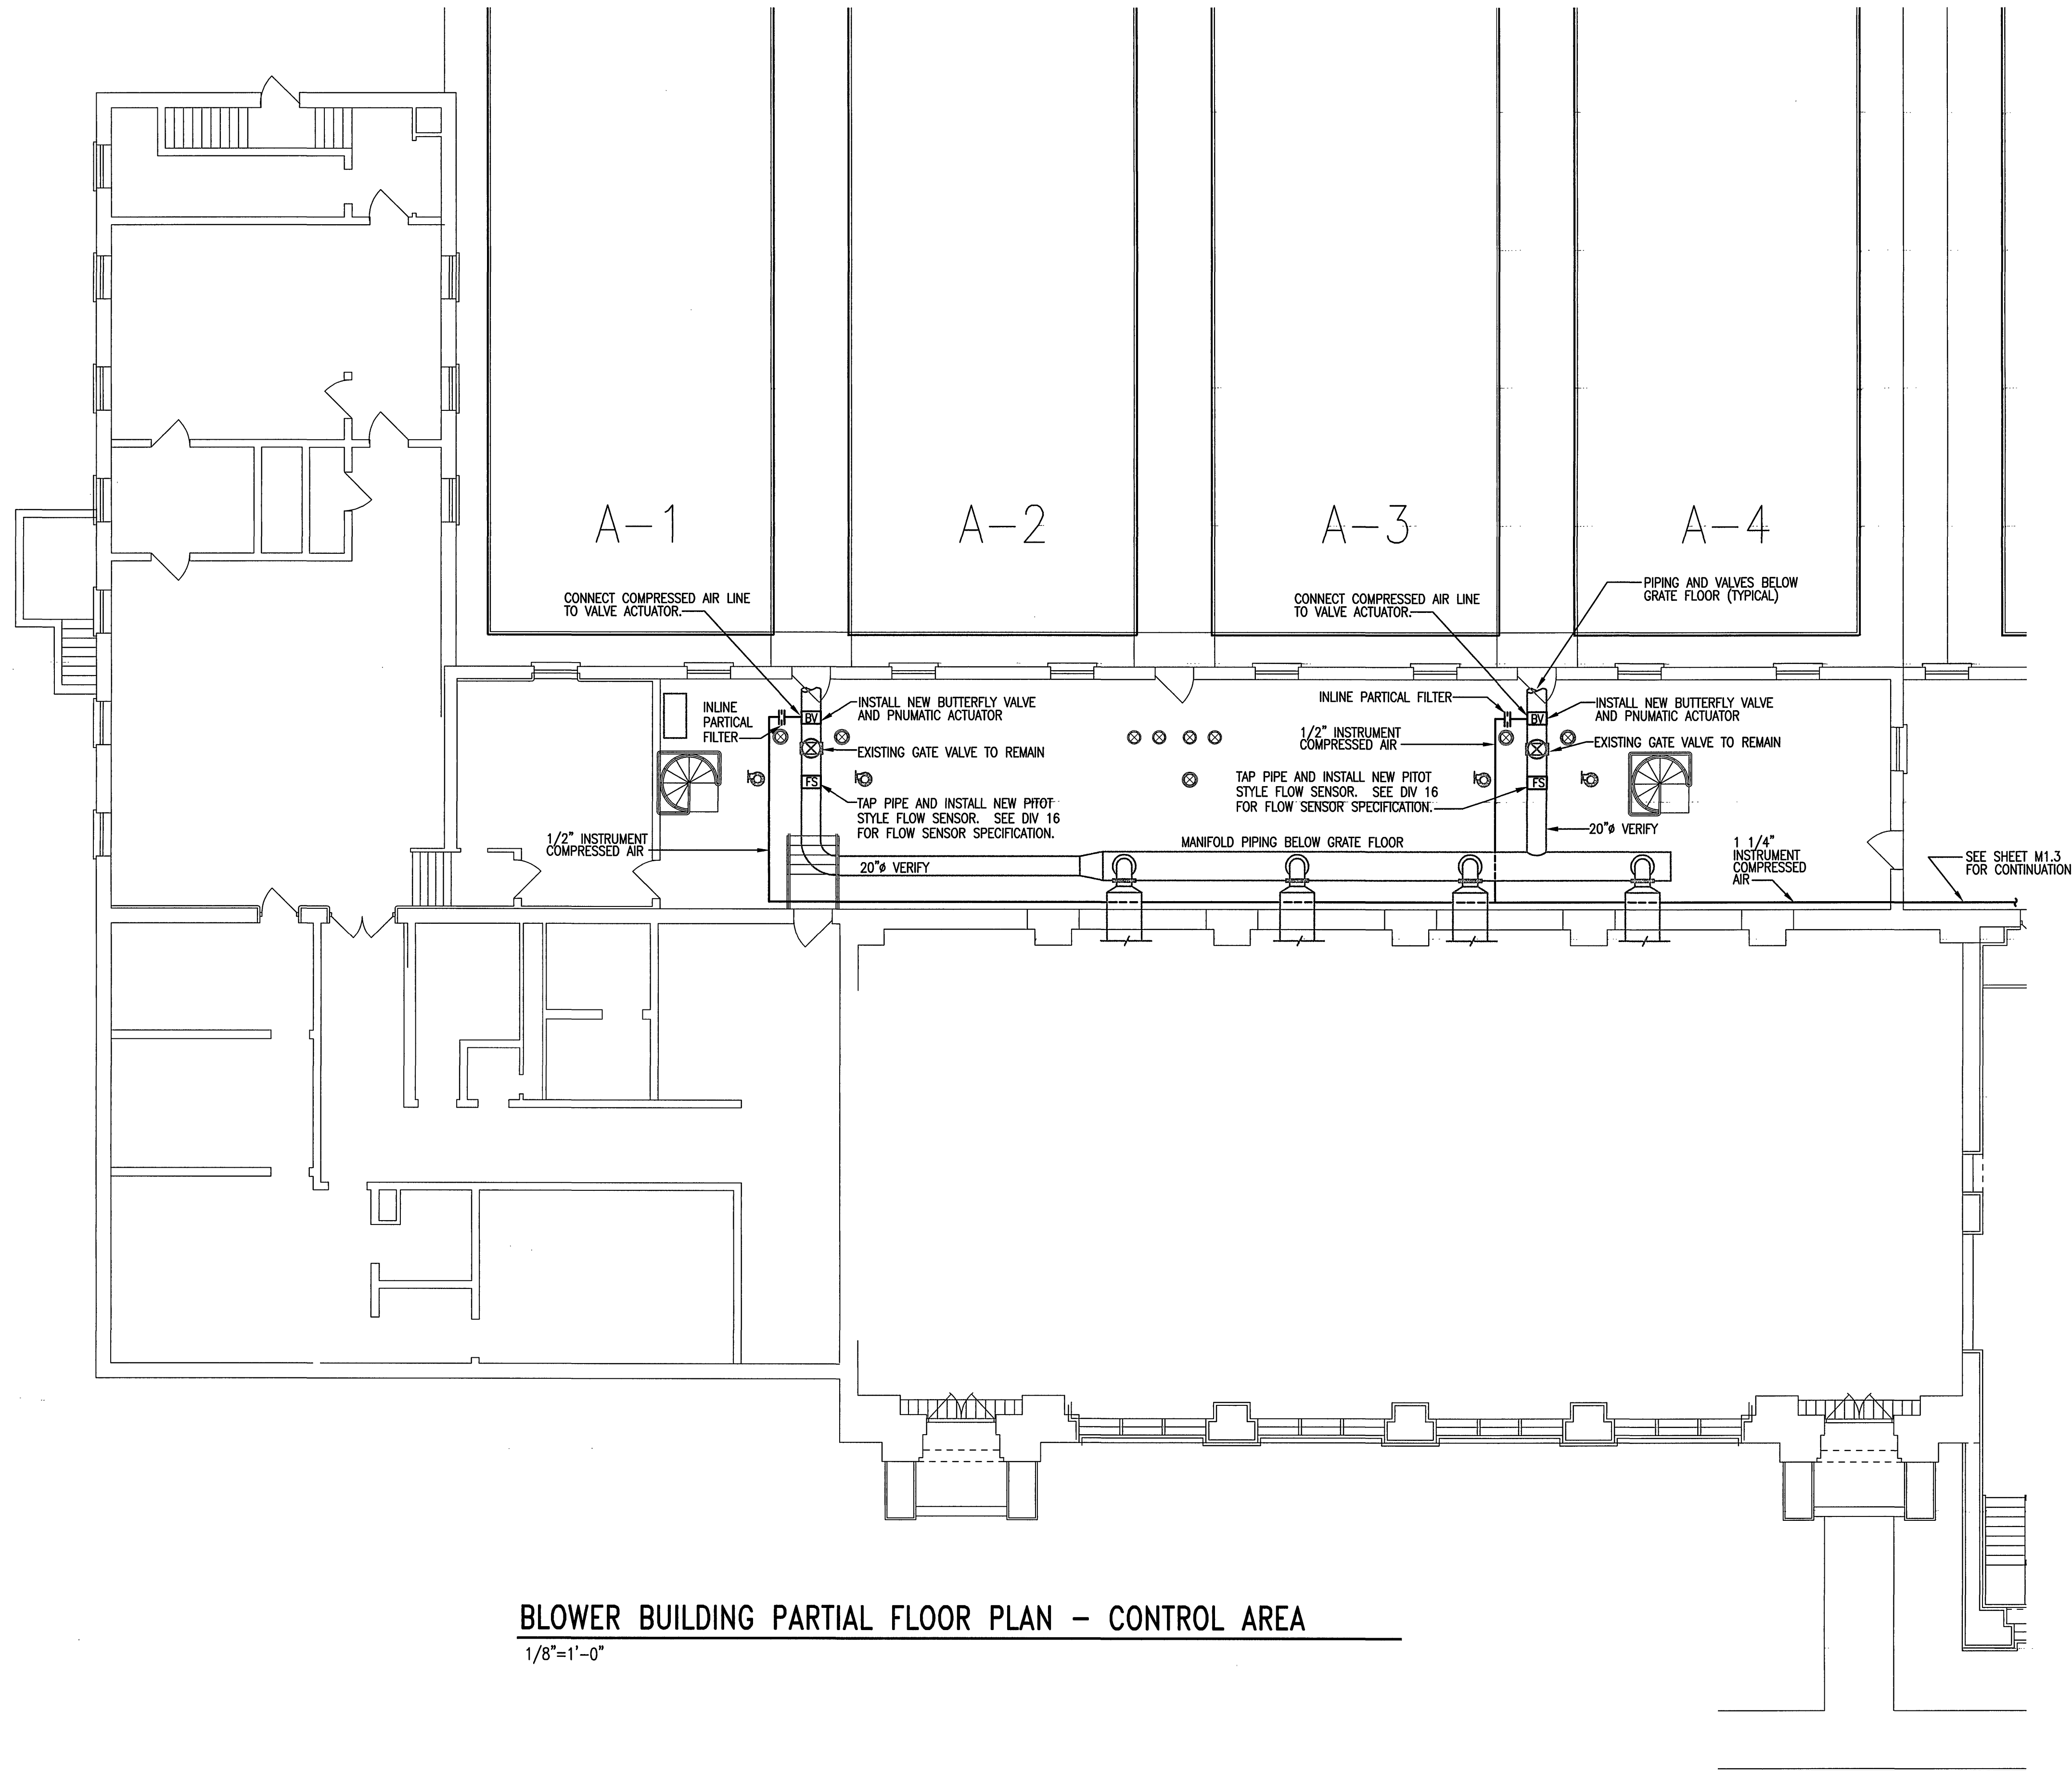 A-1
A-2
A-3
A-4
PIPING AND VALVES BELOW
GRATE FLOOR (TYPICAL)
CONNECT COMPRESSED AIR LINE
TO VALVE ACTUATOR.
CONNECT COMPRESSED AIR LINE
TO VALVE ACTUATOR.
INLINE
PARTICAL
FILTER
BV
INSTALL NEW BUTTERFLY VALVE
AND PNUMATIC ACTUATOR
EXISTING GATE VALVE TO REMAIN
FS
TAP PIPE AND INSTALL NEW PITOT
STYLE FLOW SENSOR. SEE DIV 16
FOR FLOW SENSOR SPECIFICATION.
1/2" INSTRUMENT
COMPRESSED AIR
20"ø VERIFY
INLINE PARTICAL FILTER
BV
INSTALL NEW BUTTERFLY VALVE
AND PNUMATIC ACTUATOR
1/2" INSTRUMENT
COMPRESSED AIR
EXISTING GATE VALVE TO REMAIN
TAP PIPE AND INSTALL NEW PITOT
STYLE FLOW SENSOR. SEE DIV 16
FOR FLOW SENSOR SPECIFICATION.
FS
20"ø VERIFY
MANIFOLD PIPING BELOW GRATE FLOOR
1 1/4"
INSTRUMENT
COMPRESSED
AIR
SEE SHEET M1.3
FOR CONTINUATION
BLOWER BUILDING PARTIAL FLOOR PLAN - CONTROL AREA
1/8"=1'-0"